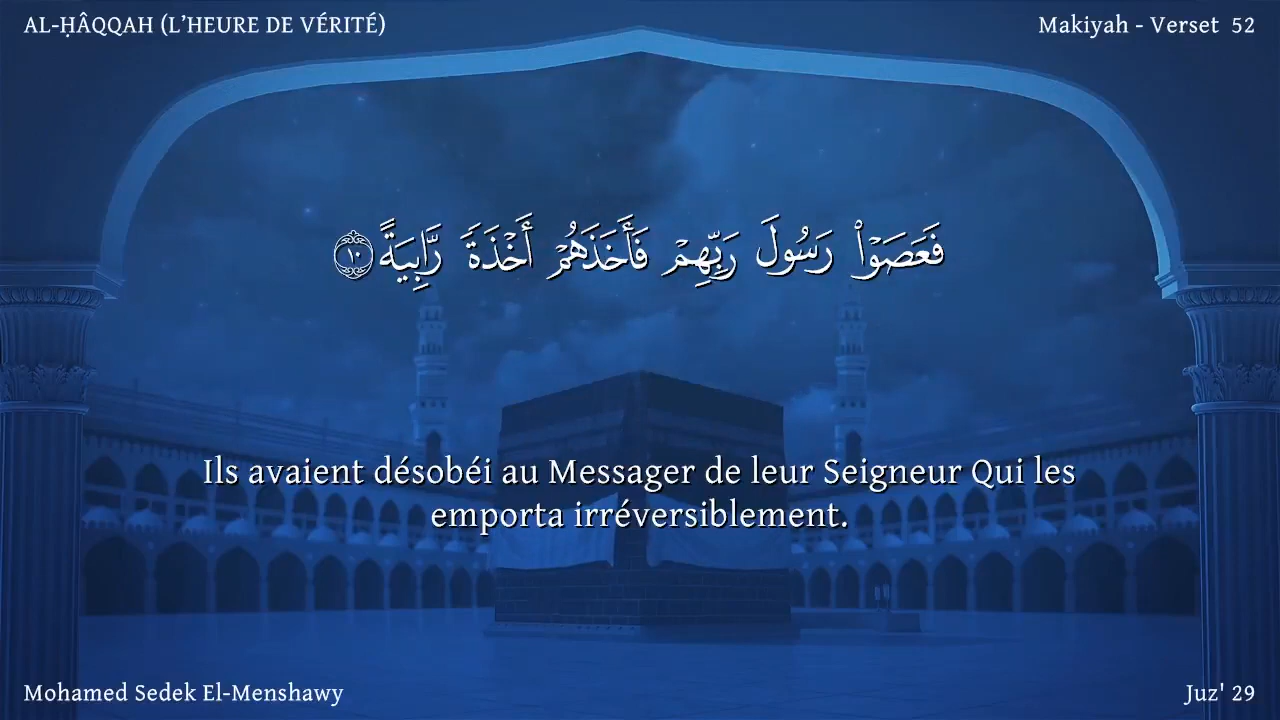 AL-ḤÂQQAH (L’HEURE DE VÉRITÉ)
Makiyah - Verset 52
فَعَصَوْا۟ رَسُولَ رَبِّهِمْ فَأَخَذَهُمْ أَخْذَةً رَّابِيَةً ١٠
Ils avaient désobéi au Messager de leur Seigneur Qui les
emporta irréversiblement.
Mohamed Sedek El-Menshawy
Juz' 29